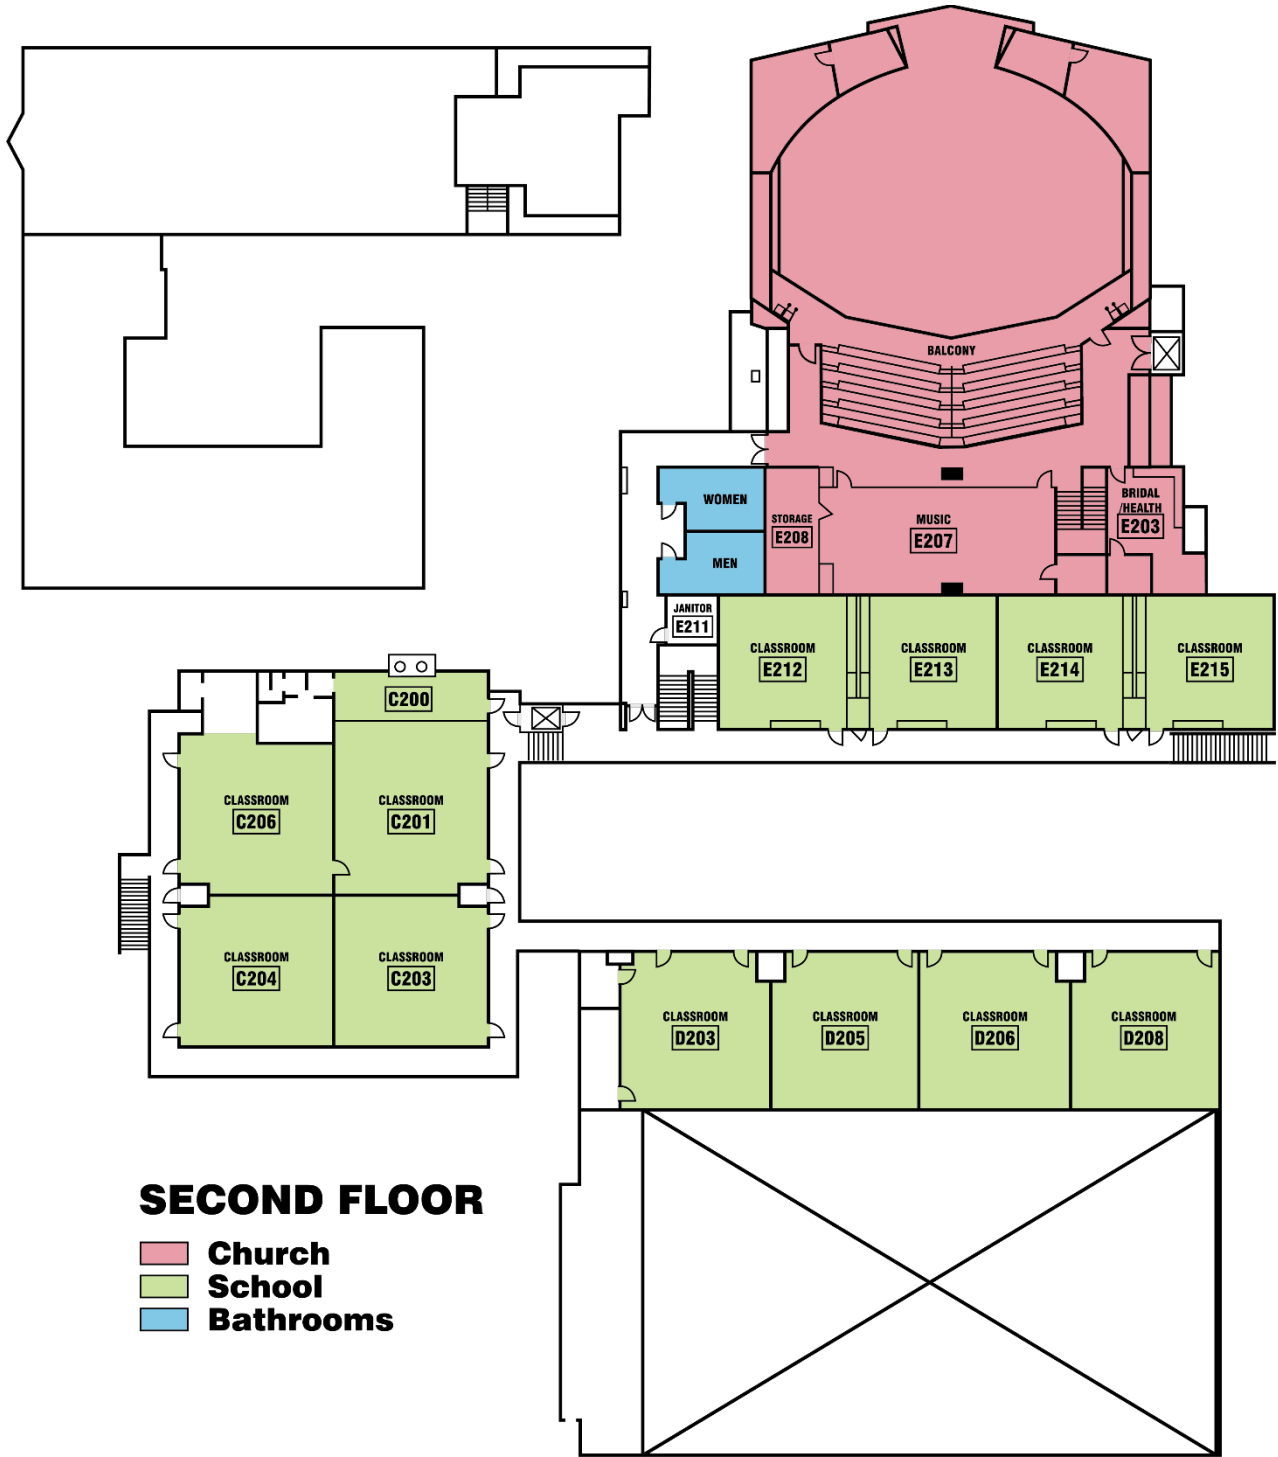 BALCONY
WOMEN
MEN
STORAGE
E208
MUSIC
E207
BRIDAL
/HEALTH
E203
JANITOR
E211
CLASSROOM
E212
CLASSROOM
E213
CLASSROOM
E214
CLASSROOM
E215
C200
CLASSROOM
C206
CLASSROOM
C201
CLASSROOM
C204
CLASSROOM
C203
CLASSROOM
D203
CLASSROOM
D205
CLASSROOM
D206
CLASSROOM
D208
SECOND FLOOR
Church
School
Bathrooms